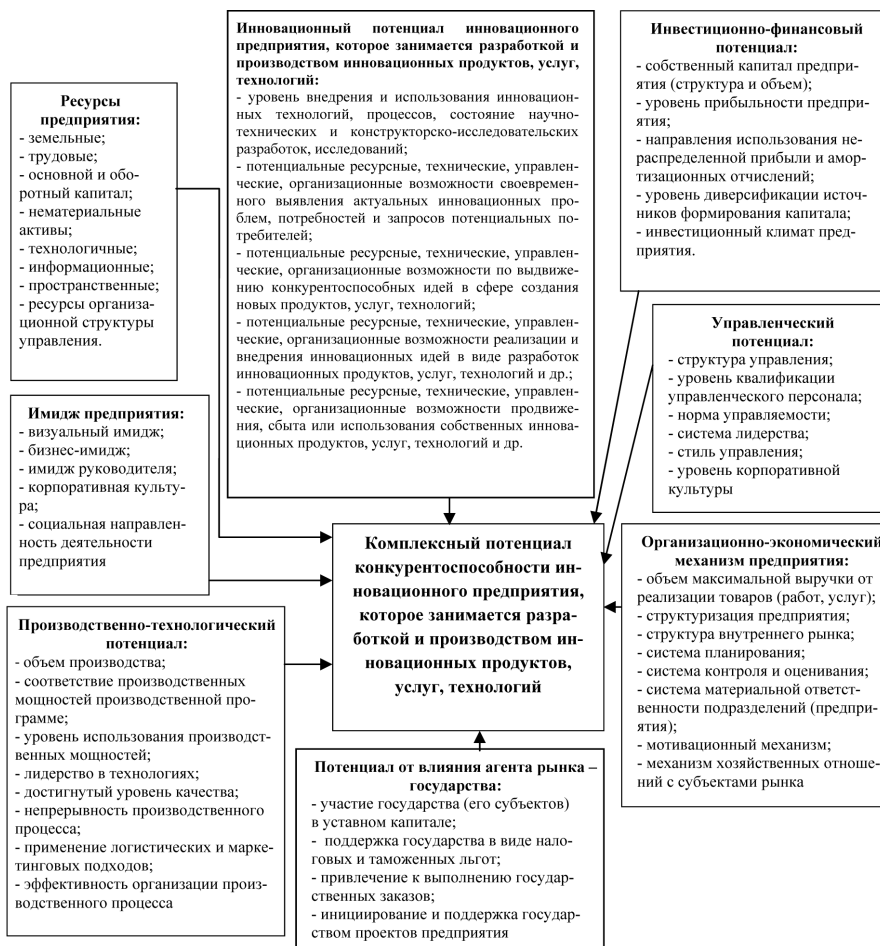 Ресурсы
предприятия:
- земельные;
- трудовые;
- основной и обо-
ротный капитал;
- нематериальные
активы;
- технологичные;
- информационные;
- пространственные;
- ресурсы организа-
ционной структуры
управления.
Имидж предприятия:
- визуальный имидж;
- бизнес-имидж;
- имидж руководителя;
- корпоративная культу-
ра;
- социальная направлен-
ность деятельности
предприятия
Производственно-технологический
потенциал:
- объем производства;
- соответствие производственных
мощностей производственной про-
грамме;
- уровень использования производст-
венных мощностей;
- лидерство в технологиях;
- достигнутый уровень качества;
- непрерывность производственного
процесса;
- применение логистических и марке-
тинговых подходов;
- эффективность организации произ-
водственного процесса
Инновационный потенциал инновационного
предприятия, которое занимается разработкой и
производством инновационных продуктов, услуг,
технологий:
- уровень внедрения и использования инновацион-
ных технологий, процессов, состояние научно-
технических и конструкторско-исследовательских
разработок, исследований;
- потенциальные ресурсные, технические, управлен-
ческие, организационные возможности своевремен-
ного выявления актуальных инновационных про-
блем, потребностей и запросов потенциальных по-
требителей;
- потенциальные ресурсные, технические, управлен-
ческие, организационные возможности по выдвиже-
нию конкурентоспособных идей в сфере создания
новых продуктов, услуг, технологий;
- потенциальные ресурсные, технические, управлен-
ческие, организационные возможности реализации и
внедрения инновационных идей в виде разработок
инновационных продуктов, услуг, технологий и др.;
- потенциальные ресурсные, технические, управлен-
ческие, организационные возможности продвиже-
ния, сбыта или использования собственных иннова-
ционных продуктов, услуг, технологий и др.
Комплексный потенциал
конкурентоспособности ин-
новационного предприятия,
которое занимается разра-
боткой и производством ин-
новационных продуктов,
услуг, технологий
Потенциал от влияния агента рынка –
государства:
- участие государства (его субъектов)
в уставном капитале;
- поддержка государства в виде нало-
говых и таможенных льгот;
- привлечение к выполнению государ-
ственных заказов;
- инициирование и поддержка государ-
ством проектов предприятия
Инвестиционно-финансовый
потенциал:
- собственный капитал предпри-
ятия (структура и объем);
- уровень прибыльности предпри-
ятия;
- направления использования не-
распределенной прибыли и амор-
тизационных отчислений;
- уровень диверсификации источ-
ников формирования капитала;
- инвестиционный климат пред-
приятия.
Управленческий
потенциал:
- структура управления;
- уровень квалификации
управленческого персонала;
- норма управляемости;
- система лидерства;
- стиль управления;
- уровень корпоративной
культуры
Организационно-экономический
механизм предприятия:
- объем максимальной выручки от
реализации товаров (работ, услуг);
- структуризация предприятия;
- структура внутреннего рынка;
- система планирования;
- система контроля и оценивания;
- система материальной ответст-
венности подразделений (предпри-
ятия);
- мотивационный механизм;
- механизм хозяйственных отноше-
ний с субъектами рынка